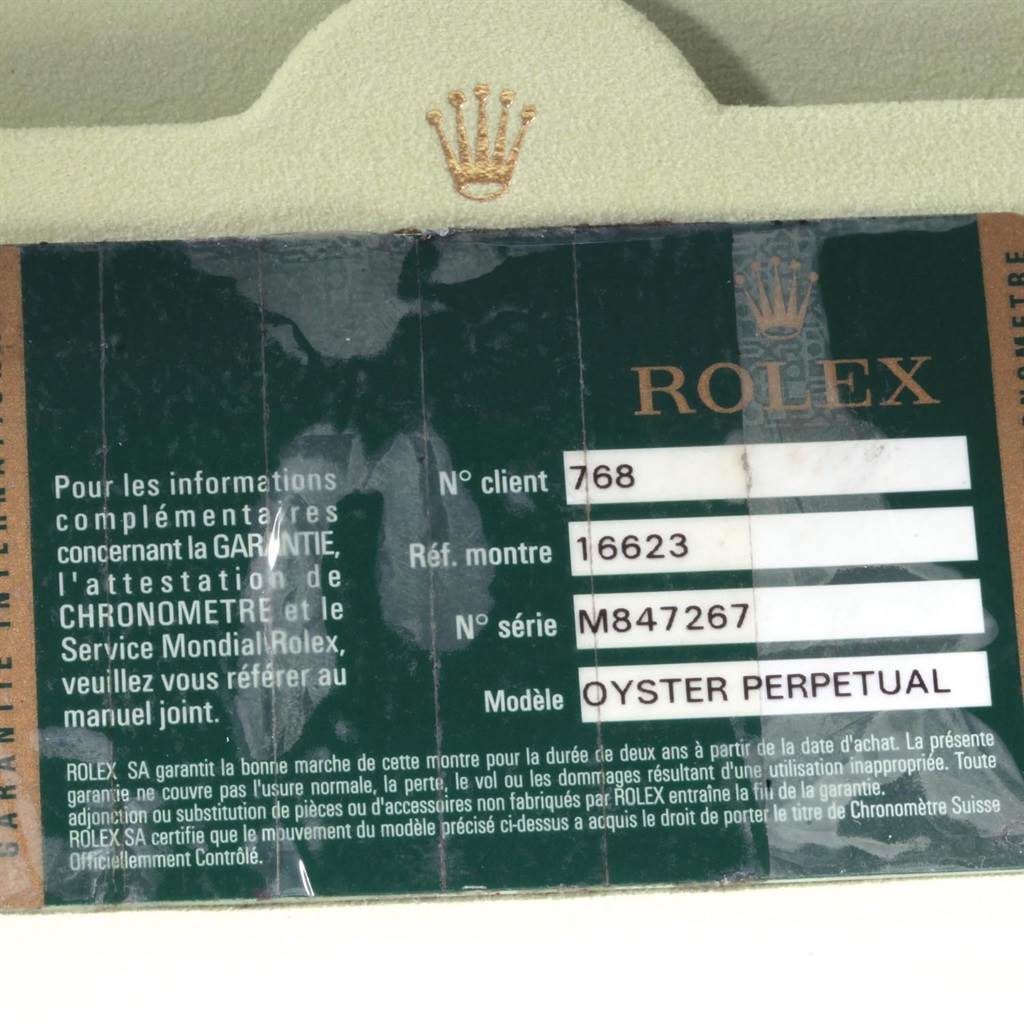 ROLEX
Pour les informations
complémentaires
concernant la GARANTIE,
l'attestation de
CHRONOMETRE et le
Service Mondial Rolex,
veuillez vous référer au
manuel joint.
N° client 768
Réf. montre 16623
N° série M847267
Modèle OYSTER PERPETUAL
ROLEX SA garantit la bonne marche de cette montre pour la durée de deux ans à partir de la date d'achat. La présente
garantie ne couvre pas l'usure normale, la perte, le vol ou les dommages résultant d'une utilisation inappropriée. Toute
adjonction ou substitution de pièces ou d'accessoires non fabriqués par ROLEX entraîne la fin de la garantie.
ROLEX SA certifie que le mouvement du modèle précisé ci-dessus a acquis le droit de porter le titre de Chronomètre Suisse
Officiellement Contrôlé.
GARANTIE